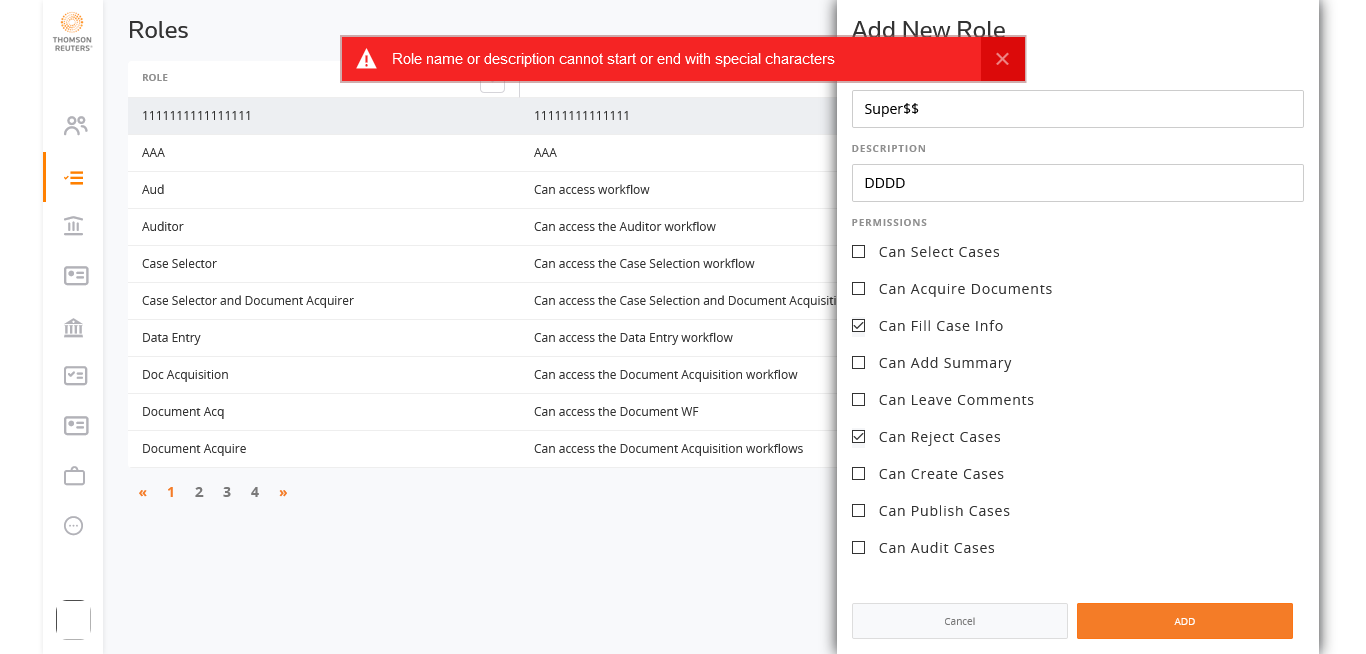 THOMSON
REUTERS
Roles
Add New Role
Role name or description cannot start or end with special characters
ROLE
1111111111111111 11111111111111
AAA AAA
Aud Can access workflow
Auditor Can access the Auditor workflow
Case Selector Can access the Case Selection workflow
Case Selector and Document Acquirer Can access the Case Selection and Document Acquisiti
Data Entry Can access the Data Entry workflow
Doc Acquisition Can access the Document Acquisition workflow
Document Acq Can access the Document WF
Document Acquire Can access the Document Acquisition workflows
« 1 2 3 4 »
Super$$
DESCRIPTION
DDDD
PERMISSIONS
Can Select Cases
Can Acquire Documents
Can Fill Case Info
Can Add Summary
Can Leave Comments
Can Reject Cases
Can Create Cases
Can Publish Cases
Can Audit Cases
Cancel ADD